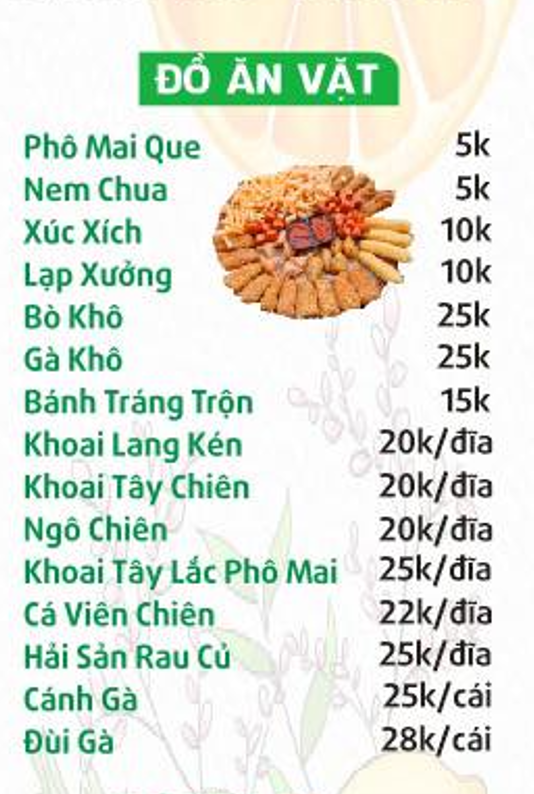 ĐỒ ĂN VẶT
Phô Mai Que 5k
Nem Chua 5k
Xúc Xích 10k
Lạp Xưởng 10k
Bò Khô 25k
Gà Khô 25k
Bánh Tráng Trộn 15k
Khoai Lang Kén 20k/đĩa
Khoai Tây Chiên 20k/đĩa
Ngô Chiên 20k/đĩa
Khoai Tây Lắc Phô Mai 25k/đĩa
Cá Viên Chiên 22k/đĩa
Hải Sản Rau Củ 25k/đĩa
Cánh Gà 25k/cái
Đùi Gà 28k/cái